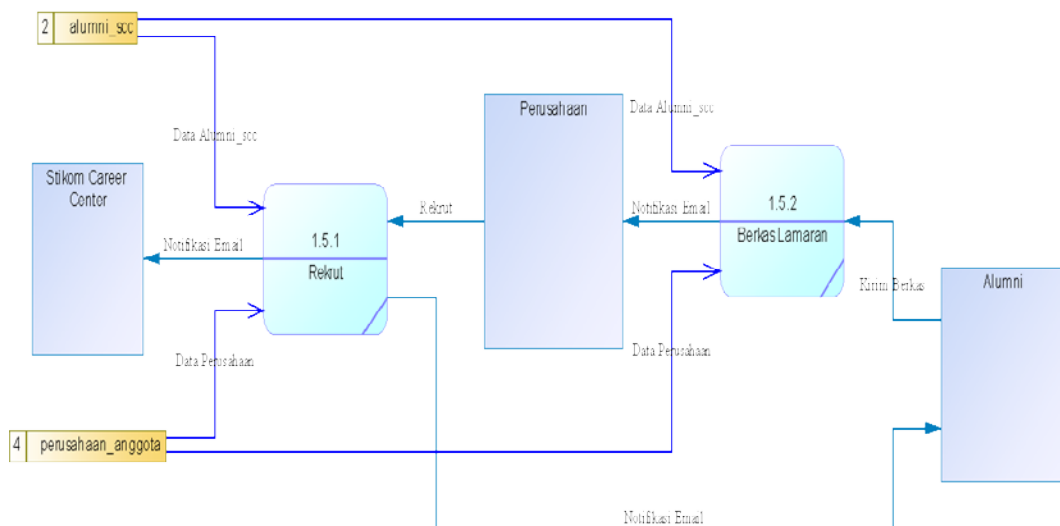 2 alumni_scc
Perusahaan
Data Alumni_scc
Data Alumni_scc
Stikom Career
Center
1.5.1
Rekrut
Notifikasi Email
Rekrut
Notifikasi Email
1.5.2
Berkas Lamaran
Kirim Berkas
Alumni
Data Perusahaan
Data Perusahaan
4 perusahaan_anggota
Notifikasi Email